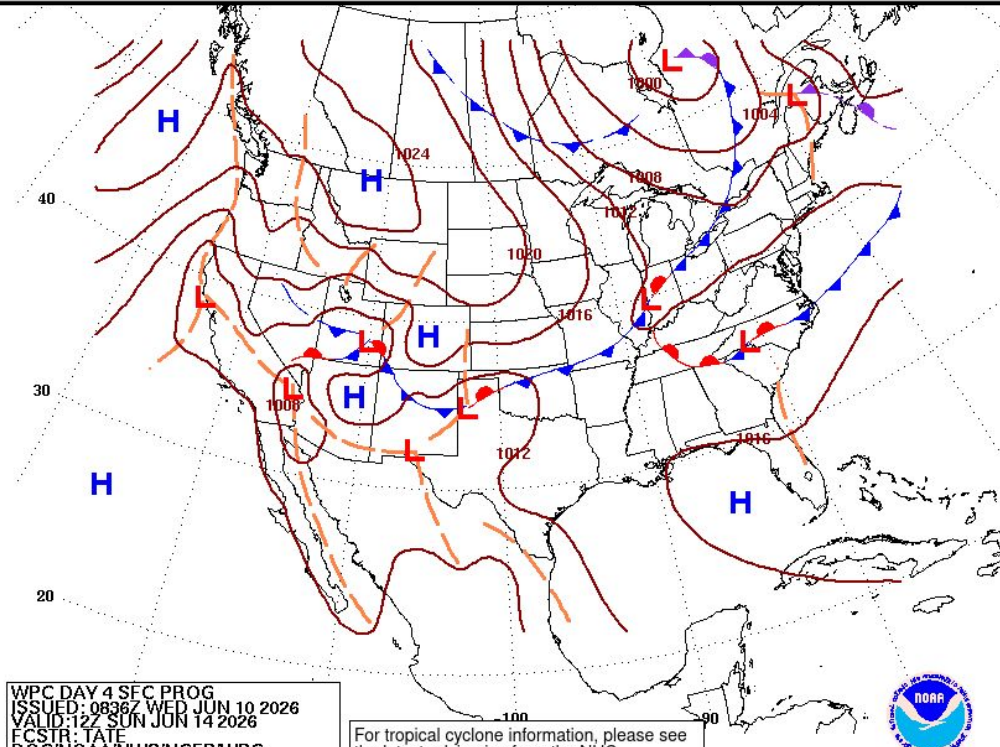 H
L
1000
L
1004
1024
H
1008
40
1012
1020
L
L
1016
H
L
L
30
L
1008
H
L
1016
L
1012
H
H
20
WPC DAY 4 SFC PROG
ISSUED: 0836Z WED JUN 10 2026
VALID:12Z SUN JUN 14 2026
FCSTR: TATE
-100
90
For tropical cyclone information, please see
NOAA